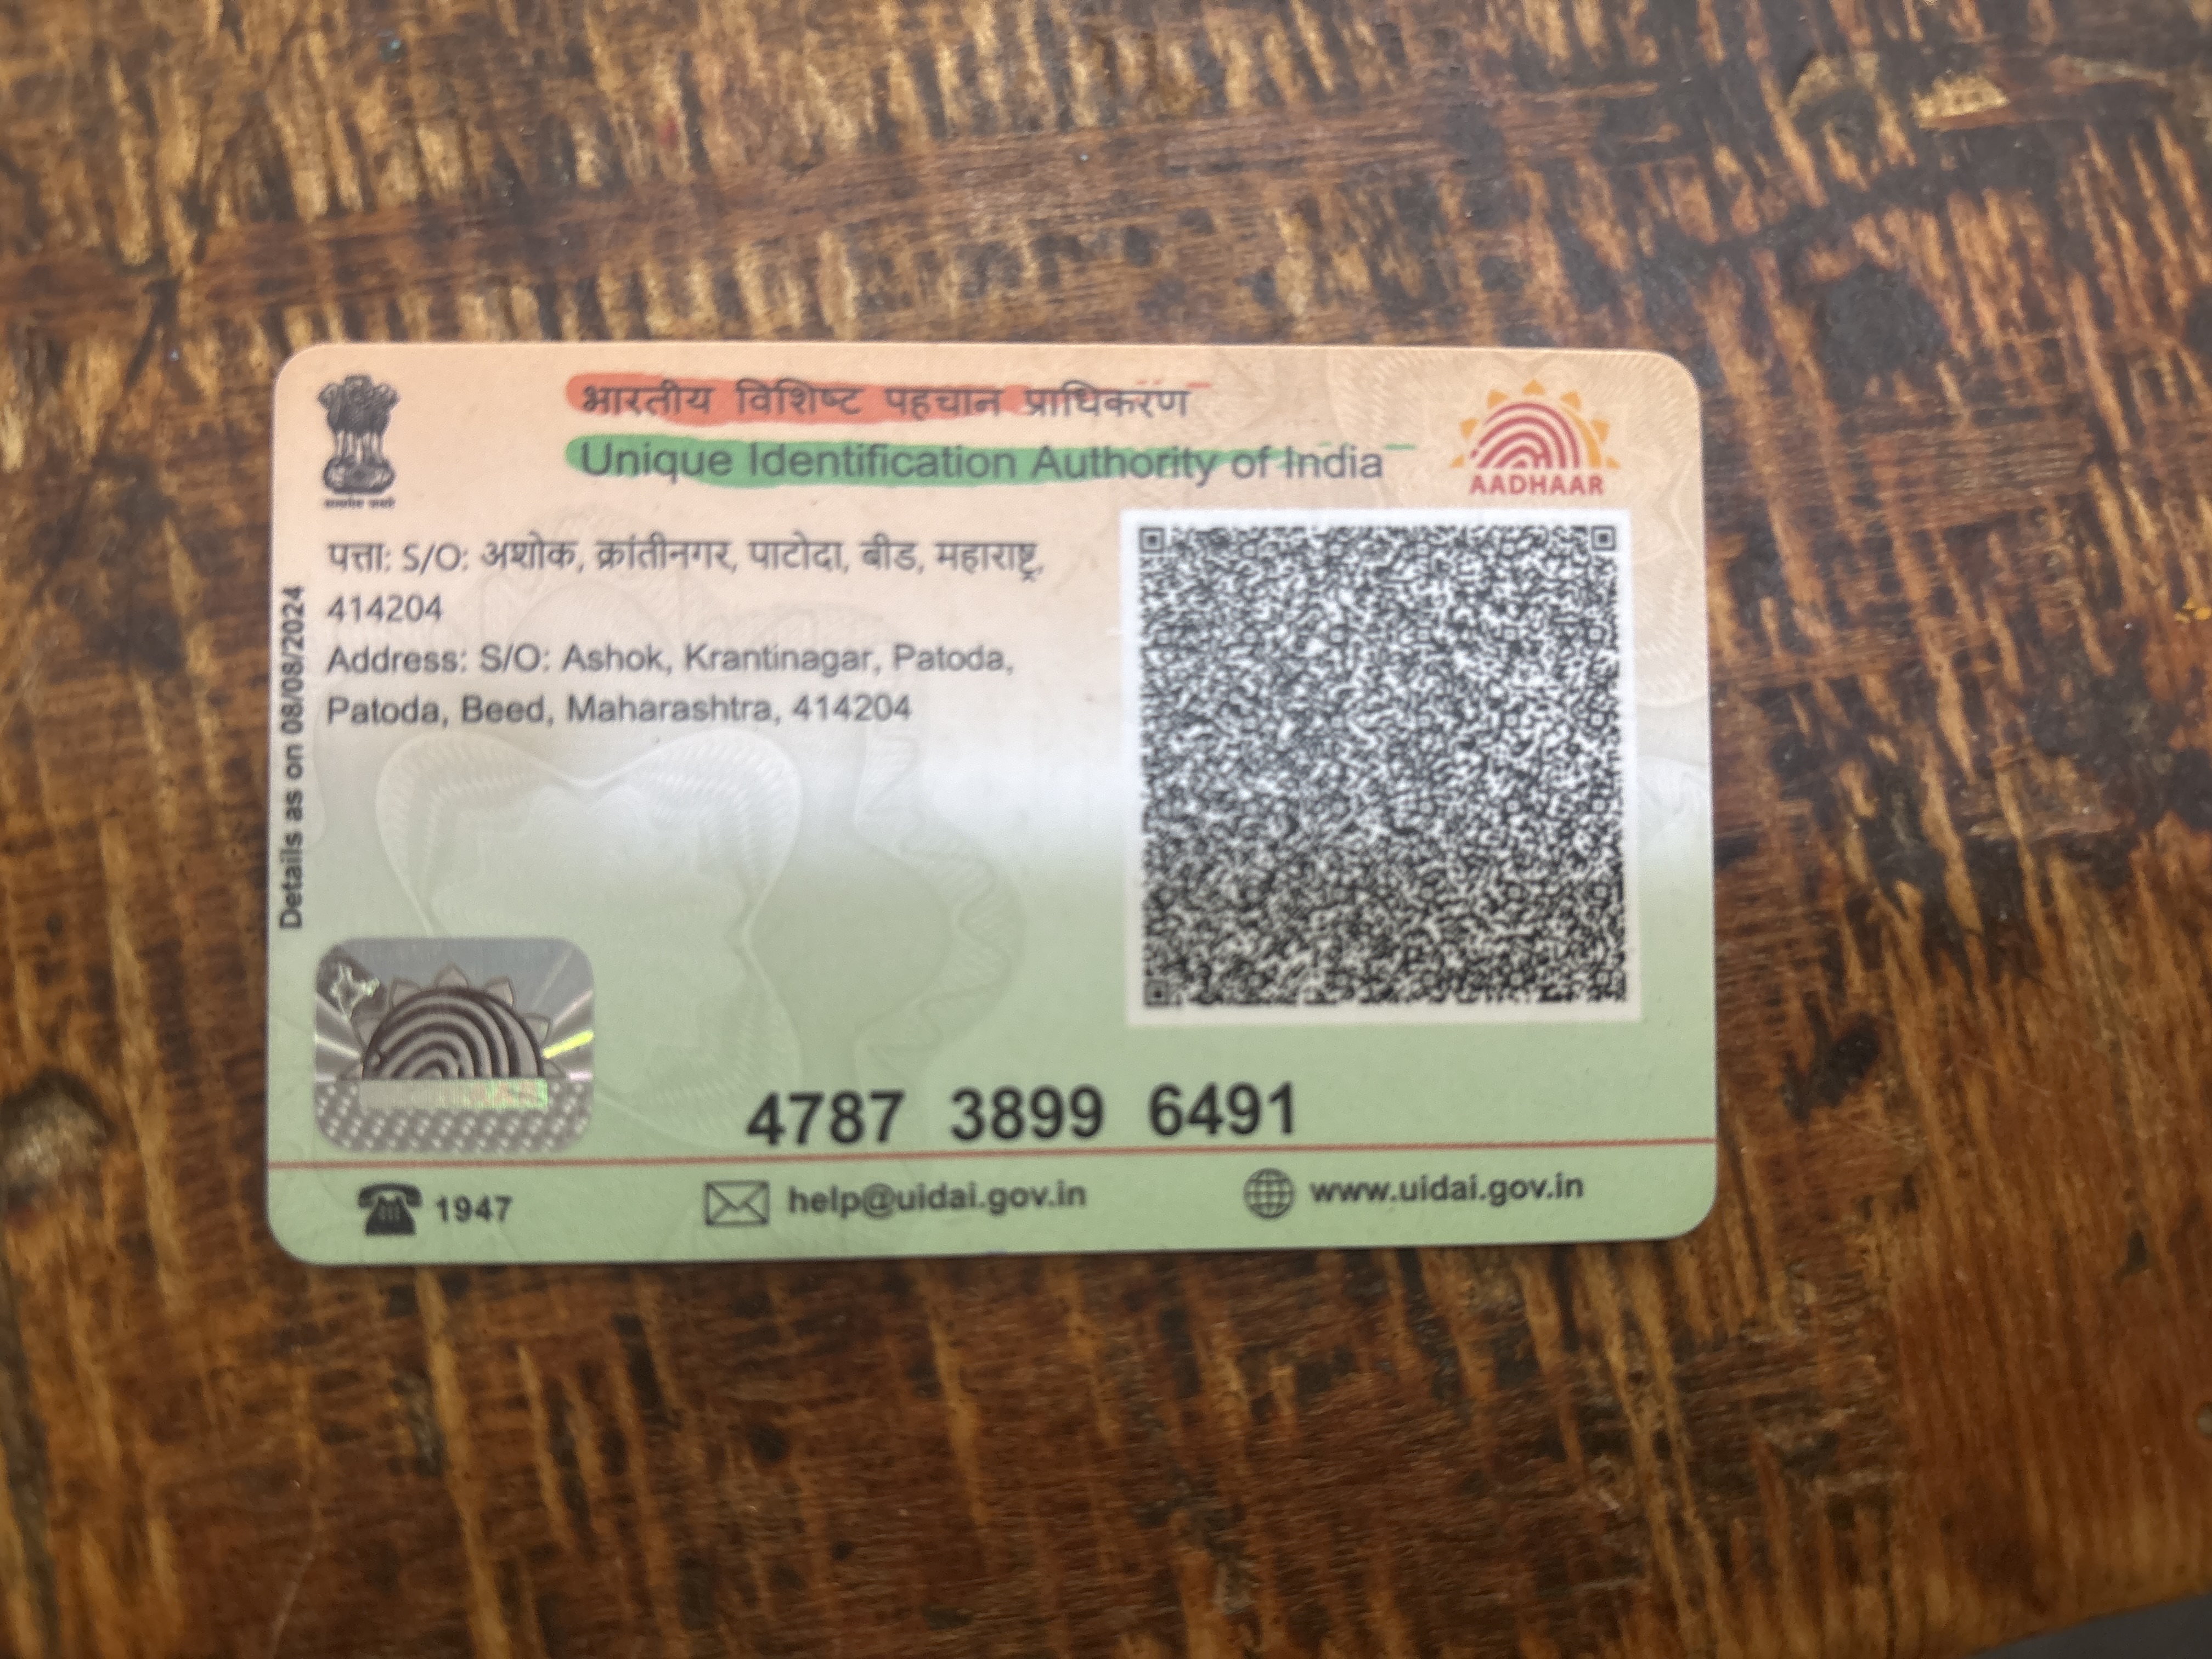 भारतीय विशिष्ट पहचान प्राधिकरण
Unique Identification Authority of India
AADHAAR
पत्ता: S/O: अशोक, क्रांतीनगर, पाटोदा, बीड, महाराष्ट्र,
414204
Address: S/O: Ashok, Krantinagar, Patoda,
Patoda, Beed, Maharashtra, 414204
Details as on 08/08/2024
4787 3899 6491
1947
help@uidai.gov.in
www.uidai.gov.in